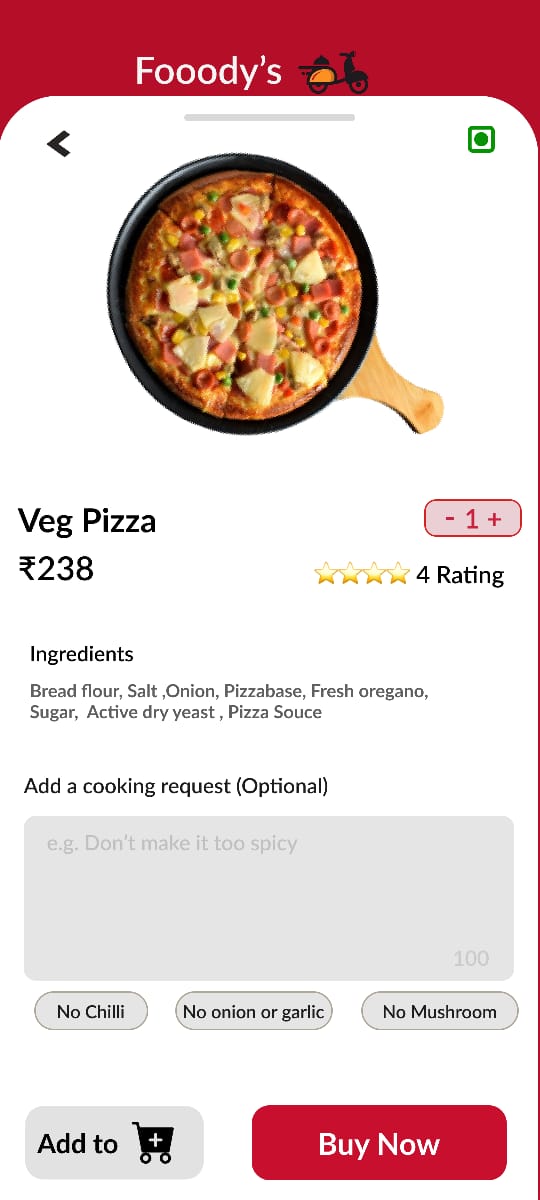 Fooody's
Veg Pizza
- 1 +
₹238
4 Rating
Ingredients
Bread flour, Salt ,Onion, Pizzabase, Fresh oregano,
Sugar, Active dry yeast , Pizza Souce
Add a cooking request (Optional)
e.g. Don't make it too spicy
100
No Chilli
No onion or garlic
No Mushroom
Add to
Buy Now